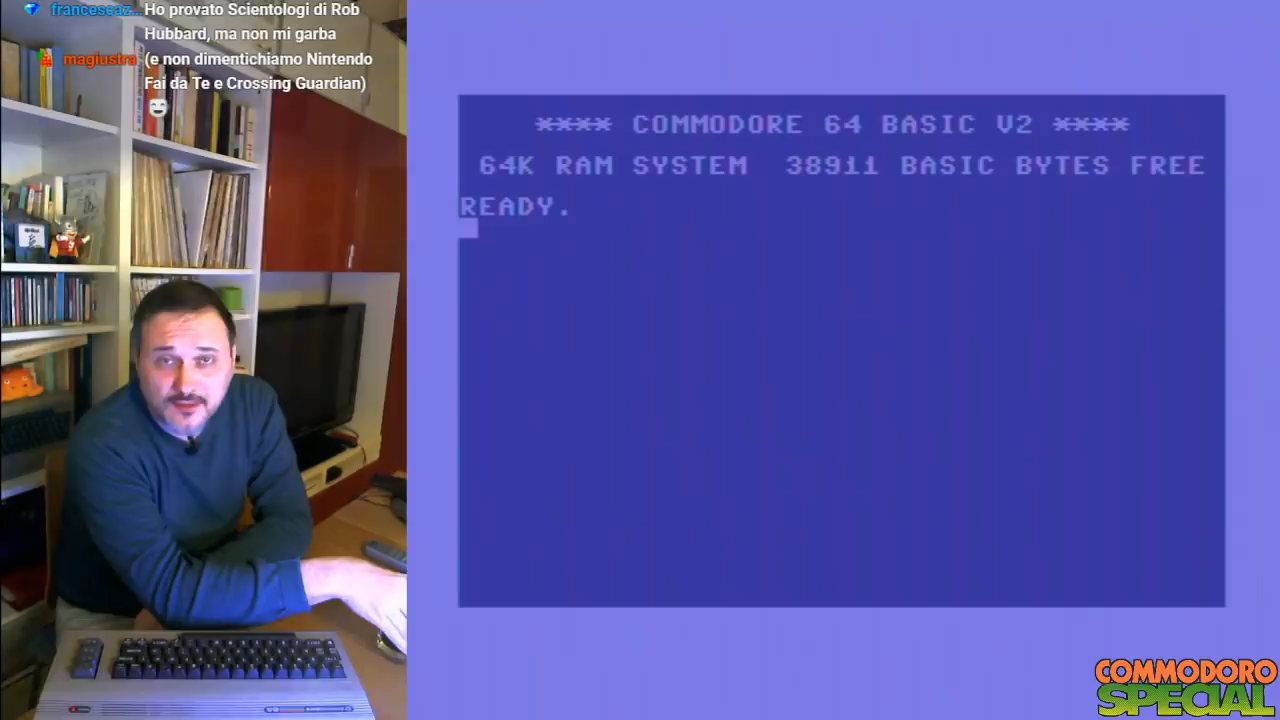 francescaz... Ho provato Scientologi di Rob
Hubbard, ma non mi garba
magiustra (e non dimentichiamo Nintendo
Fai da Te e Crossing Guardian)
**** COMMODORE 64 BASIC V2 ****
64K RAM SYSTEM  38911 BASIC BYTES FREE
READY.
COMMODORO
SPECIAL